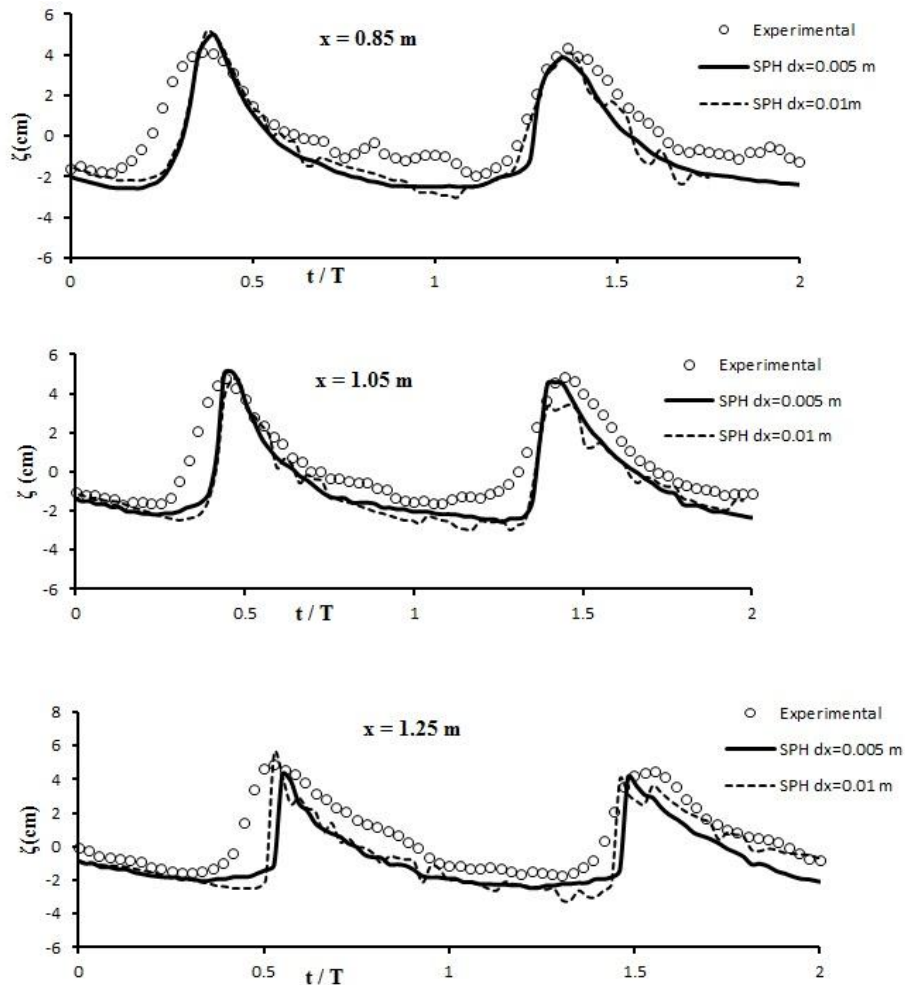 x = 0.85 m
Experimental
SPH dx=0.005 m
SPH dx=0.01m
ζ(cm)
6
4
2
0
-2
-4
-6
0
0.5
1
1.5
2
t / T
x = 1.05 m
Experimental
SPH dx=0.005 m
SPH dx=0.01 m
ζ (cm)
6
4
2
0
-2
-4
-6
0
0.5
1
1.5
2
t / T
x = 1.25 m
Experimental
SPH dx=0.005 m
SPH dx=0.01 m
ζ(cm)
8
6
4
2
0
-2
-4
-6
0
0.5
1
1.5
2
t / T